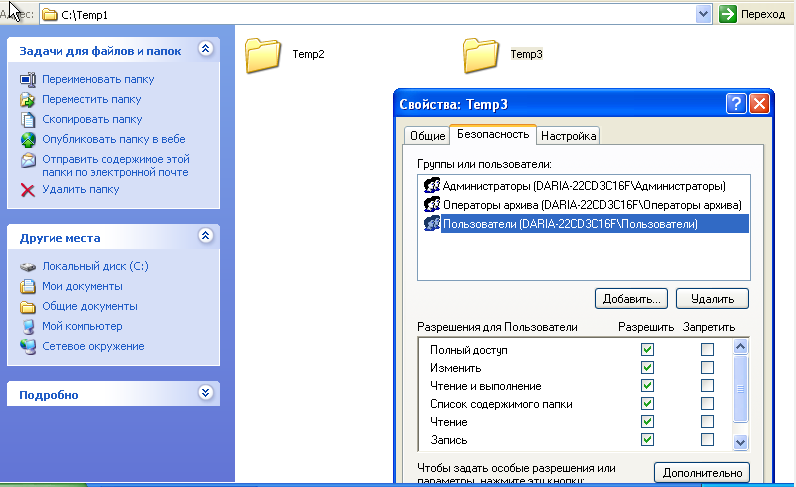 Адрес:
C:\Temp1
Переход
Задачи для файлов и папок
Переименовать папку
Переместить папку
Скопировать папку
Опубликовать папку в вебе
Отправить содержимое этой
папки по электронной почте
Удалить папку
Другие места
Локальный диск (C:)
Мои документы
Общие документы
Мой компьютер
Сетевое окружение
Подробно
Temp2
Temp3
Свойства: Temp3
Общие
Безопасность
Настройка
Группы или пользователи:
Администраторы (DARIA-22CD3C16F\Администраторы)
Операторы архива (DARIA-22CD3C16F\Операторы архива)
Пользователи (DARIA-22CD3C16F\Пользователи)
Добавить...
Удалить
Разрешения для Пользователи
Разрешить
Запретить
Полный доступ
Изменить
Чтение и выполнение
Список содержимого папки
Чтение
Запись
Чтобы задать особые разрешения или
параметры, нажмите эту кнопку:
Дополнительно